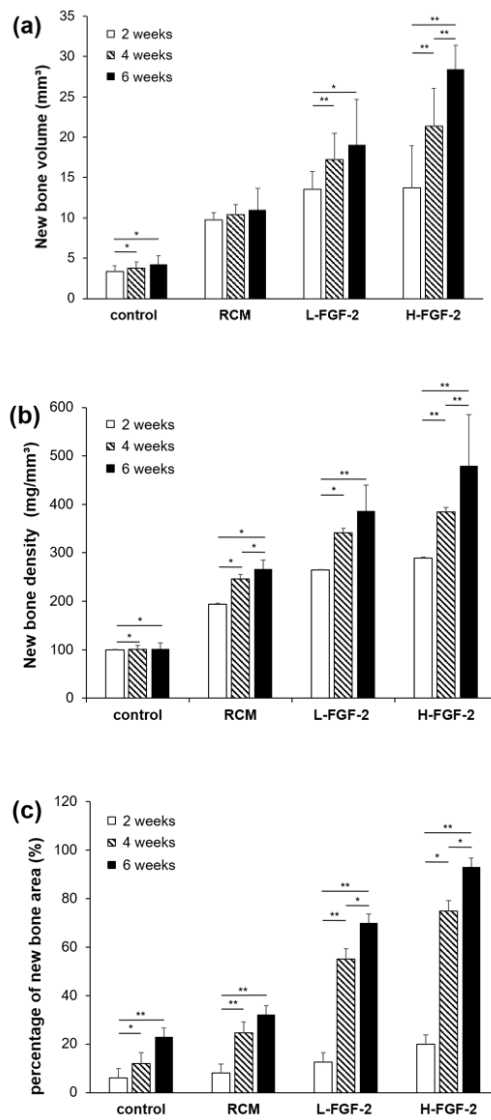 (a)
New bone volume (mm³)
35
30
25
20
15
10
5
0
2 weeks
4 weeks
6 weeks
* *
** *
** ** **
control RCM L-FGF-2 H-FGF-2
(b)
New bone density (mg/mm³)
600
500
400
300
200
100
0
2 weeks
4 weeks
6 weeks
* *
* * *
* **
** ** **
control RCM L-FGF-2 H-FGF-2
(c)
percentage of new bone area (%)
120
100
80
60
40
20
0
2 weeks
4 weeks
6 weeks
* **
** **
** * **
* * **
control RCM L-FGF-2 H-FGF-2